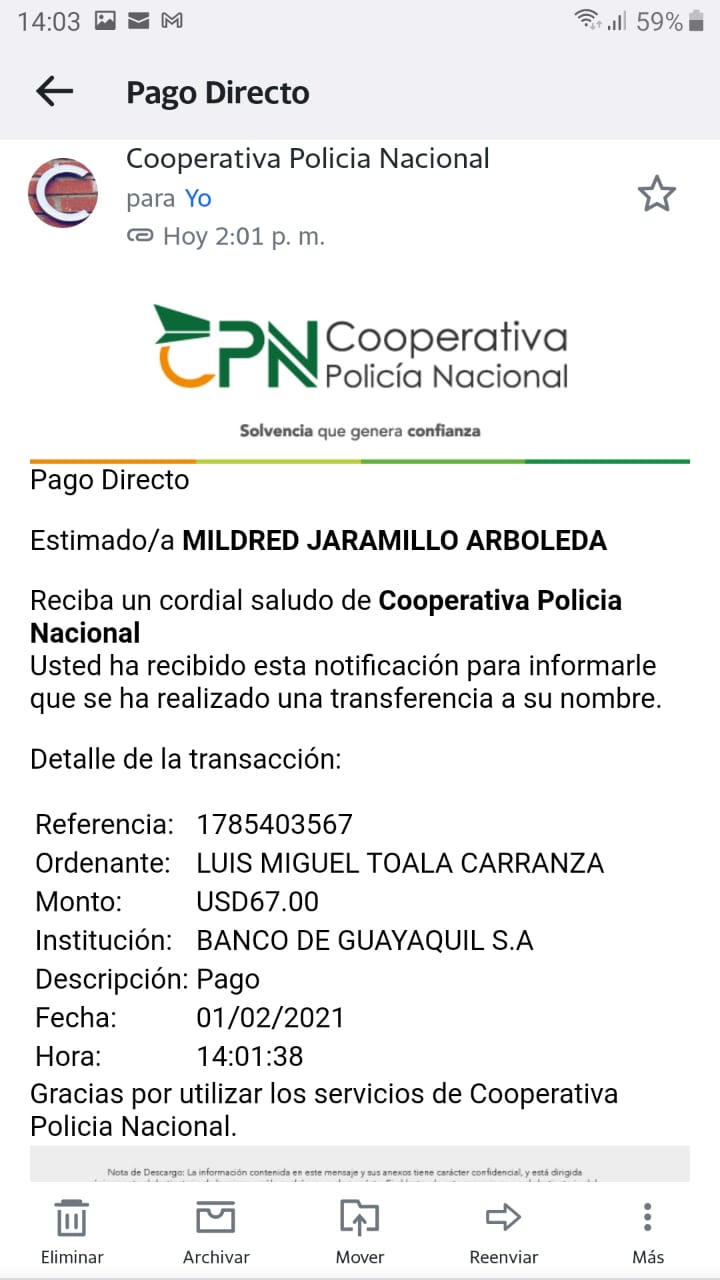 14:03 59%
Pago Directo
Cooperativa Policia Nacional
para Yo
Hoy 2:01 p. m.
CPN Cooperativa
Policía Nacional
Solvencia que genera confianza
Pago Directo
Estimado/a MILDRED JARAMILLO ARBOLEDA
Reciba un cordial saludo de Cooperativa Policia
Nacional
Usted ha recibido esta notificación para informarle
que se ha realizado una transferencia a su nombre.
Detalle de la transacción:
Referencia: 1785403567
Ordenante: LUIS MIGUEL TOALA CARRANZA
Monto: USD67.00
Institución: BANCO DE GUAYAQUIL S.A
Descripción: Pago
Fecha: 01/02/2021
Hora: 14:01:38
Gracias por utilizar los servicios de Cooperativa
Policia Nacional.
Nota de Descargo: La información contenida en este mensaje y sus anexos tiene carácter confidencial, y está dirigida
Eliminar Archivar Mover Reenviar Más